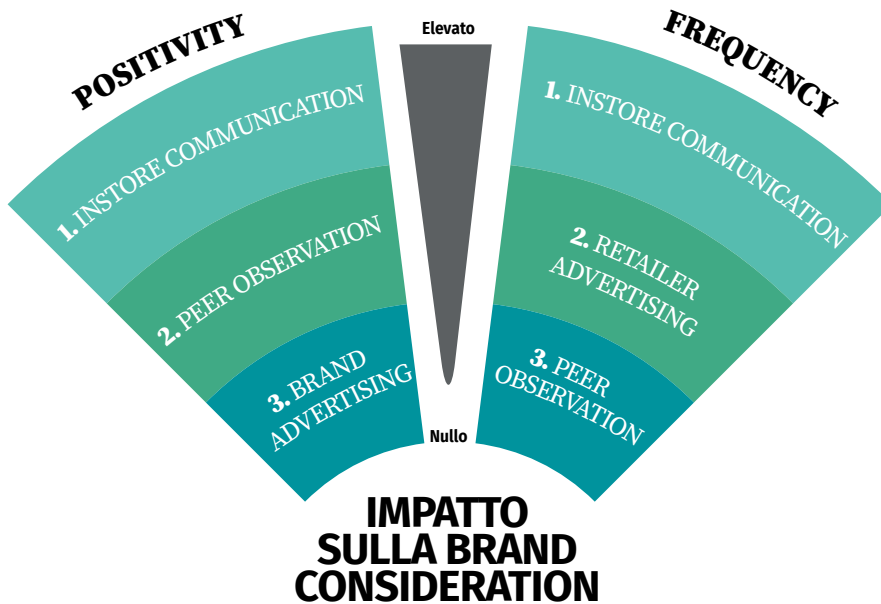 POSITIVITY
1. INSTORE COMMUNICATION
2. PEER OBSERVATION
3. BRAND
ADVERTISING
Elevato
Nullo
FREQUENCY
1. INSTORE COMMUNICATION
2. RETAILER
ADVERTISING
3. PEER
OBSERVATION
IMPATTO
SULLA BRAND
CONSIDERATION